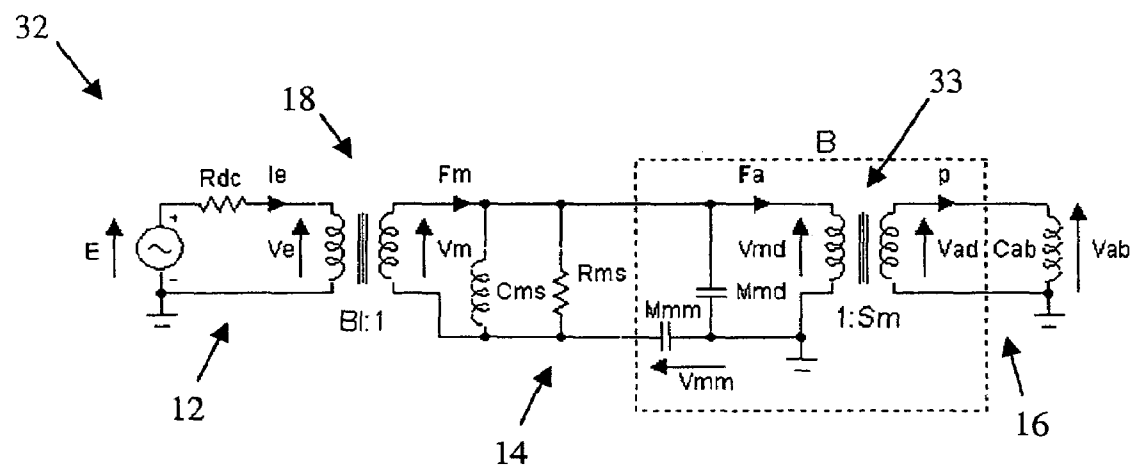 32
18
33
B
Rdc
Ie
Fm
Fa
p
E
+
-
Ve
Vm
Cms
Rms
Vmd
Mmd
Vad
Cab
Vab
Bl:1
Mmm
1:Sm
Vmm
12
14
16